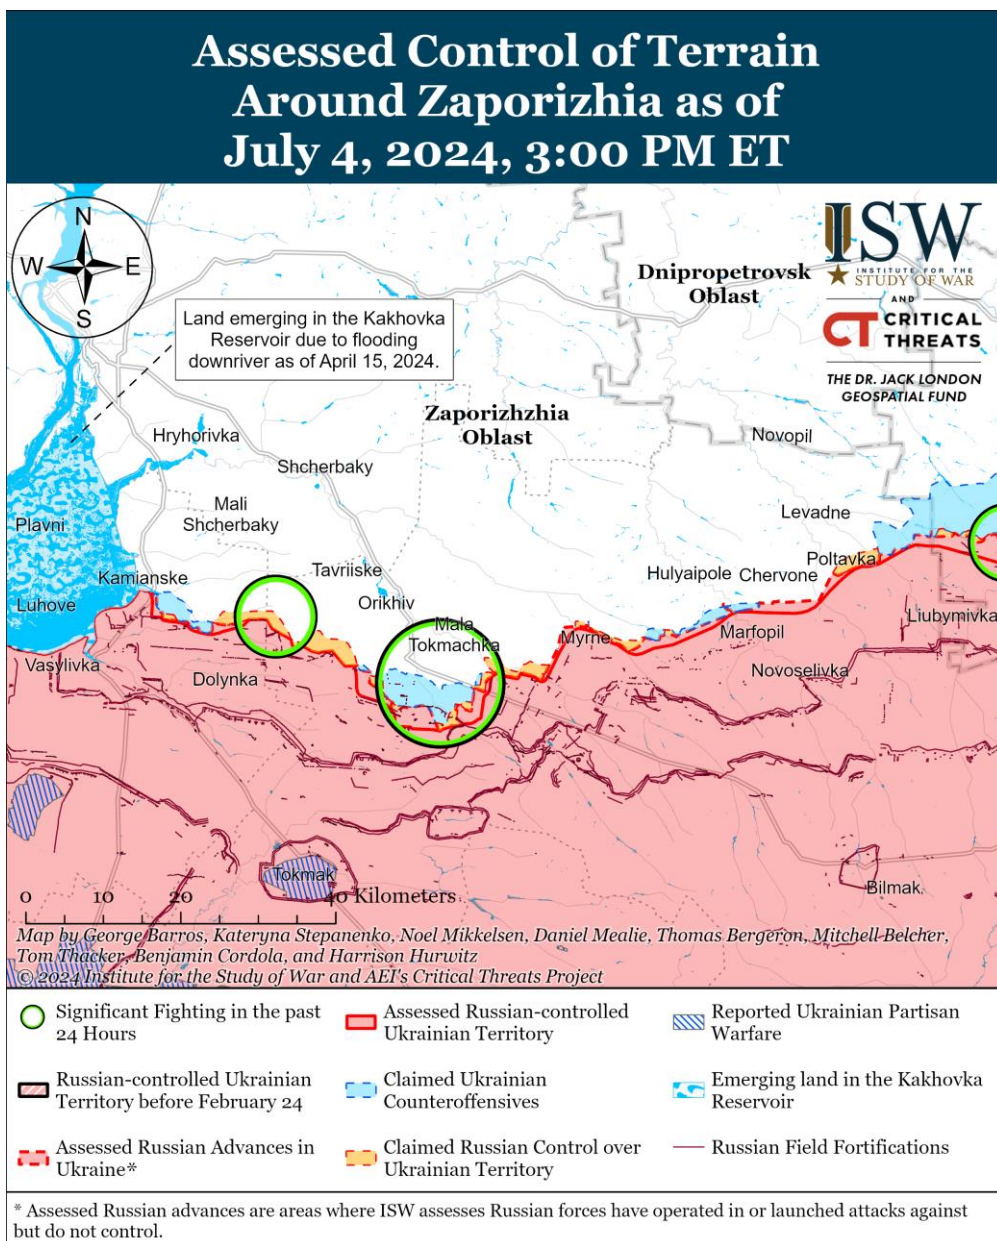 Assessed Control of Terrain
Around Zaporizhia as of
July 4, 2024, 3:00 PM ET
N
W E
S
Land emerging in the Kakhovka
Reservoir due to flooding
downriver as of April 15, 2024.
Dnipropetrovsk
Oblast
ISW
INSTITUTE FOR THE
STUDY OF WAR
AND
CT CRITICAL
THREATS
THE DR. JACK LONDON
GEOSPATIAL FUND
Zaporizhzhia
Oblast
Hryhorivka
Novopil
Shcherbaky
Mali
Shcherbaky
Plavni
Levadne
Poltavka
Tavriiske
Kamianske
Hulyaipole
Chervone
Luhove
Orikhiv
Liubymivka
Mala
Tokmachka
Myrne
Marfopil
Vasylivka
Dolynka
Novoselivka
Tokmak
Bilmak
0 10 20 40 Kilometers
Map by George Barros, Kateryna Stepanenko, Noel Mikkelsen, Daniel Mealie, Thomas Bergeron, Mitchell Belcher,
Tom Thacker, Benjamin Cordola, and Harrison Hurwitz
© 2024 Institute for the Study of War and AEI's Critical Threats Project
Significant Fighting in the past
24 Hours
Assessed Russian-controlled
Ukrainian Territory
Reported Ukrainian Partisan
Warfare
Russian-controlled Ukrainian
Territory before February 24
Claimed Ukrainian
Counteroffensives
Emerging land in the Kakhovka
Reservoir
Assessed Russian Advances in
Ukraine*
Claimed Russian Control over
Ukrainian Territory
Russian Field Fortifications
* Assessed Russian advances are areas where ISW assesses Russian forces have operated in or launched attacks against
but do not control.